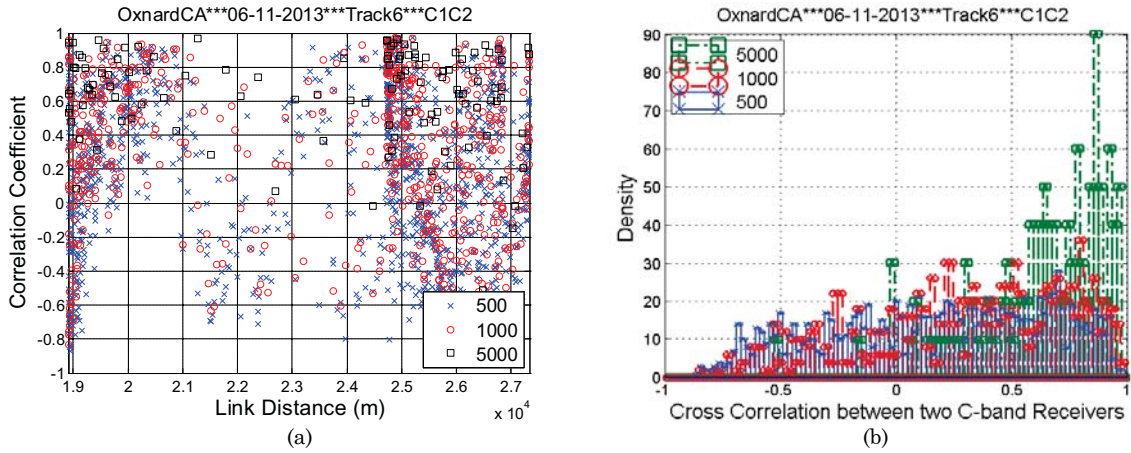 OxnardCA***06-11-2013***Track6***C1C2
Correlation Coefficient
1
0.8
0.6
0.4
0.2
0
-0.2
-0.4
-0.6
-0.8
-1
500
1000
5000
1.9 2 2.1 2.2 2.3 2.4 2.5 2.6 2.7
Link Distance (m)
x 10⁴
(a)
OxnardCA***06-11-2013***Track6***C1C2
Density
90
80
70
60
50
40
30
20
10
0
5000
1000
500
-1 -0.5 0 0.5 1
Cross Correlation between two C-band Receivers
(b)